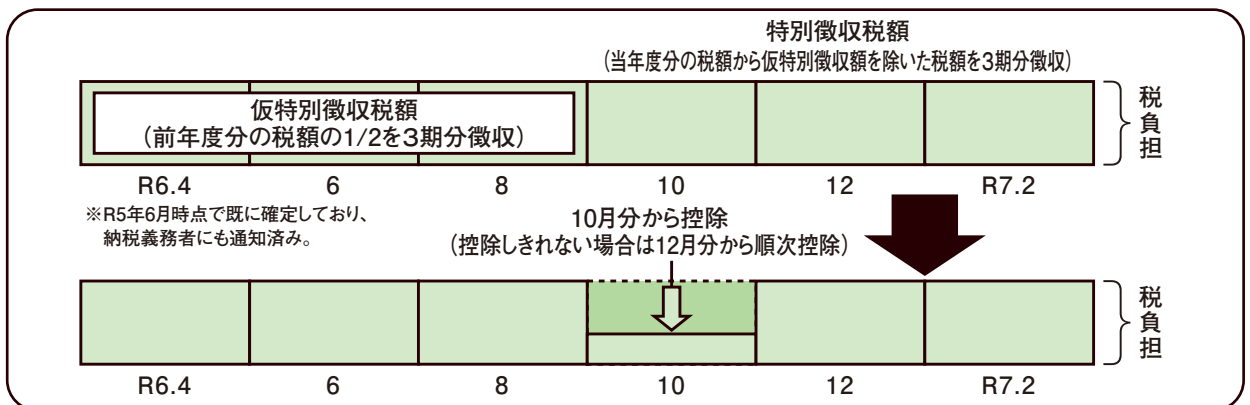 特別徴収税額
(当年度分の税額から仮特別徴収額を除いた税額を3期分徴収)
仮特別徴収税額
(前年度分の税額の1/2を3期分徴収)
税負担
R6.4 6 8 10 12 R7.2
※R5年6月時点で既に確定しており、
納税義務者にも通知済み。
10月分から控除
(控除しきれない場合は12月分から順次控除)
税負担
R6.4 6 8 10 12 R7.2